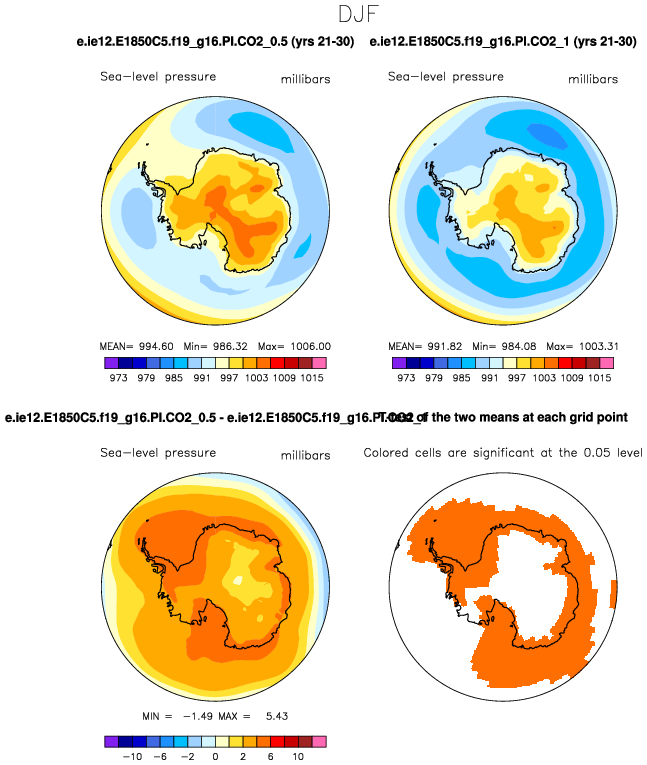 DJF
e.ie12.E1850C5.f19_g16.PI.CO2_0.5 (yrs 21-30)
e.ie12.E1850C5.f19_g16.PI.CO2_1 (yrs 21-30)
Sea-level pressure
millibars
Sea-level pressure
millibars
MEAN= 994.60 Min= 986.32 Max= 1006.00
973 979 985 991 997 1003 1009 1015
MEAN= 991.82 Min= 984.08 Max= 1003.31
973 979 985 991 997 1003 1009 1015
e.ie12.E1850C5.f19_g16.PI.CO2_0.5 - e.ie12.E1850C5.f19_g16.PI.CO2_1
T-test of the two means at each grid point
Sea-level pressure
millibars
Colored cells are significant at the 0.05 level
MIN = -1.49 MAX = 5.43
-10 -6 -2 0 2 6 10